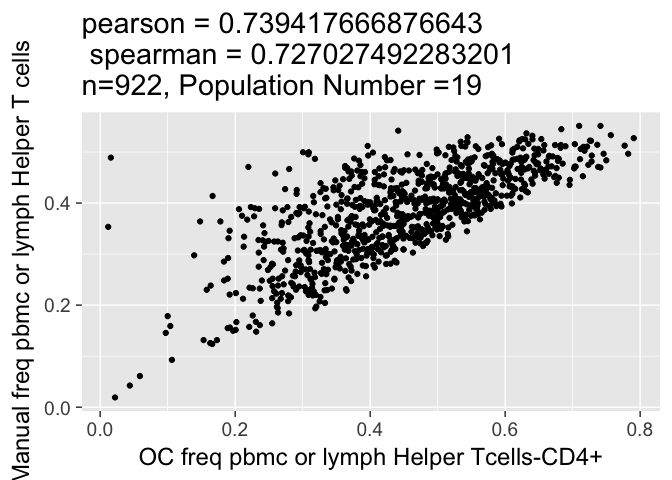 pearson = 0.739417666876643
spearman = 0.727027492283201
n=922, Population Number =19
Manual freq pbmc or lymph Helper T cells
0.4
0.2
0.0
0.0 0.2 0.4 0.6 0.8
OC freq pbmc or lymph Helper Tcells-CD4+